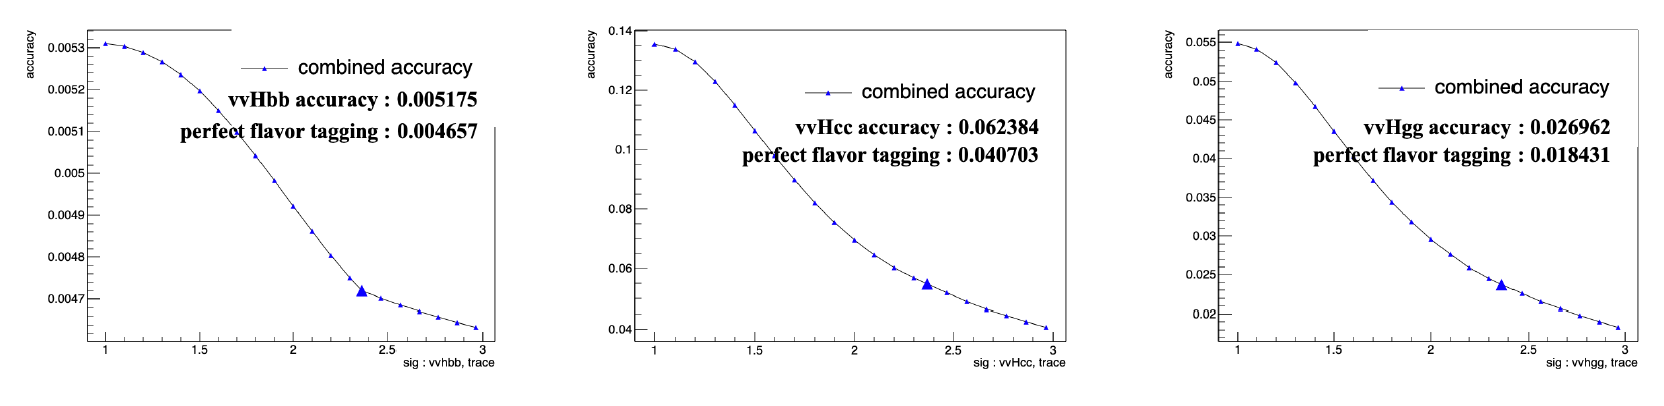 accuracy
0.0053
0.0052
0.0051
0.005
0.0049
0.0048
0.0047
combined accuracy
vvHbb accuracy : 0.005175
perfect flavor tagging : 0.004657
1
1.5
2
2.5
3
sig : vvhbb, trace
accuracy
0.14
0.12
0.1
0.08
0.06
0.04
combined accuracy
vvHcc accuracy : 0.062384
perfect flavor tagging : 0.040703
1
1.5
2
2.5
3
sig : vvHcc, trace
accuracy
0.055
0.05
0.045
0.04
0.035
0.03
0.025
0.02
combined accuracy
vvHgg accuracy : 0.026962
perfect flavor tagging : 0.018431
1
1.5
2
2.5
3
sig : vvhgg, trace